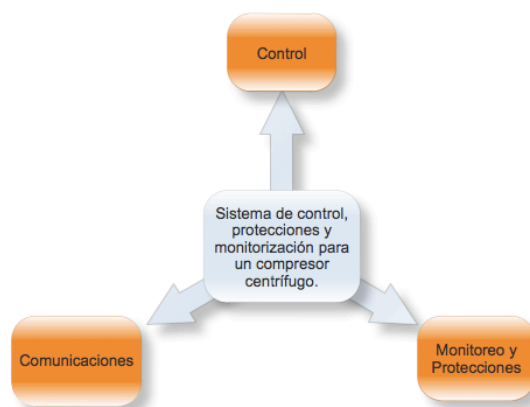 Control
Sistema de control,
protecciones y
monitorización para
un compresor
centrífugo.
Comunicaciones
Monitoreo y
Protecciones